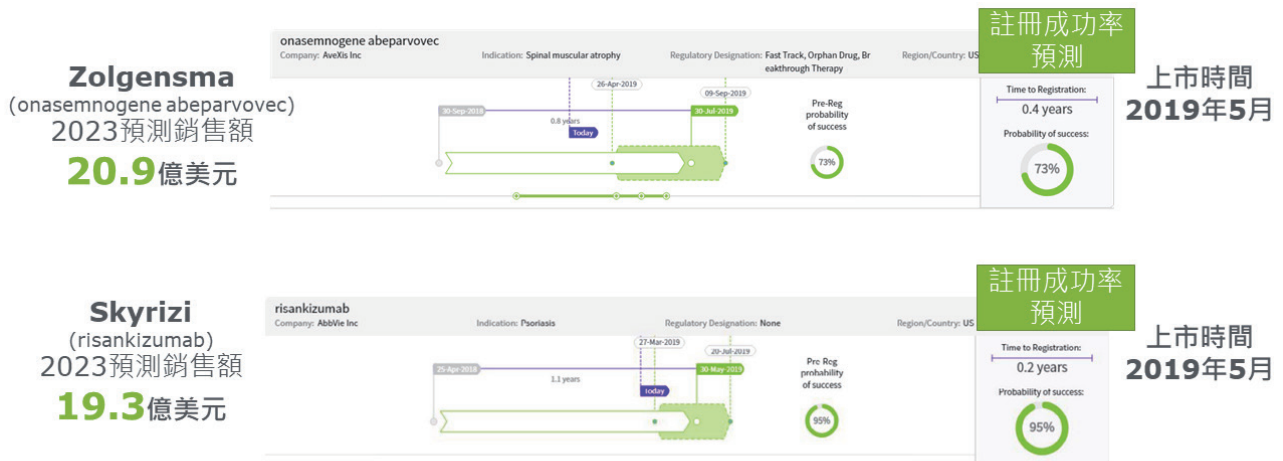 Zolgensma
(onasemnogene abeparvovec)
2023預測銷售額
20.9億美元
onasemnogene abeparvovec
Company: AveXis Inc
Indication: Spinal muscular atrophy
Regulatory Designation: Fast Track, Orphan Drug, Br
eakthrough Therapy
Region/Country: US
26-Apr-2019
09-Sep-2019
30-Sep-2018
30-Jul-2019
0.8 years
Today
Pre-Reg
probability
of success
73%
註冊成功率
預測
Time to Registration:
0.4 years
Probability of success:
73%
上市時間
2019年5月
Skyrizi
(risankizumab)
2023預測銷售額
19.3億美元
risankizumab
Company: AbbVie Inc
Indication: Psoriasis
Regulatory Designation: None
Region/Country: US
27-Mar-2019
20-Jul-2019
25-Apr-2018
30-May-2019
1.1 years
Today
Pre Reg
probability
of success
95%
註冊成功率
預測
Time to Registration:
0.2 years
Probability of success:
95%
上市時間
2019年5月